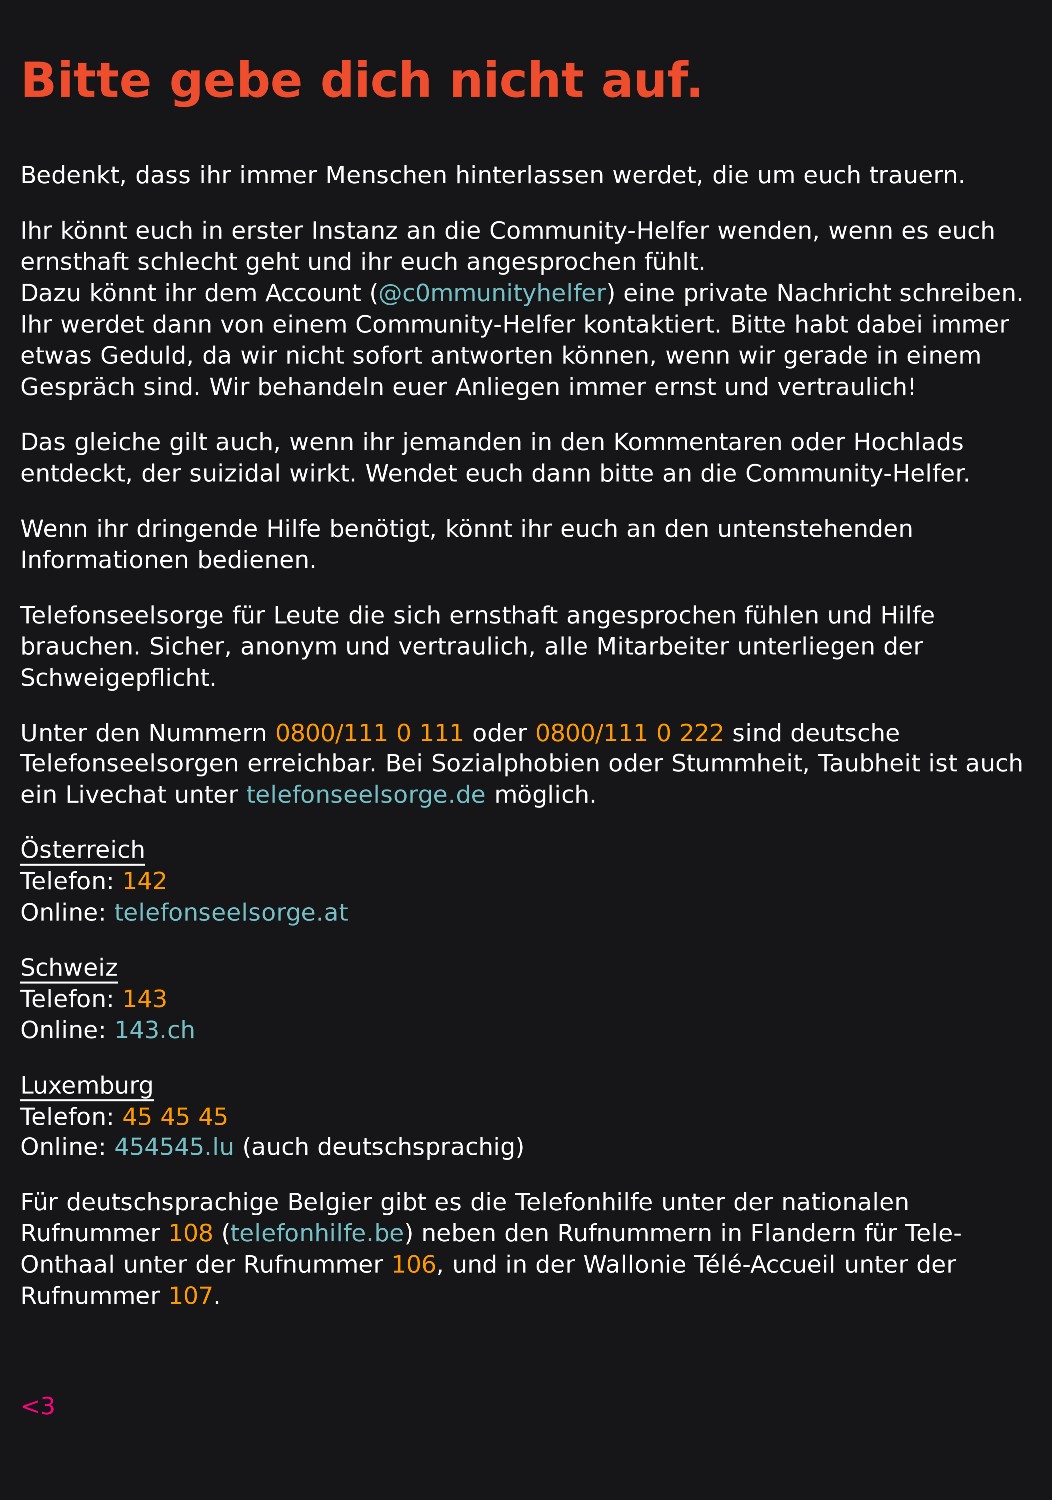 Bitte gebe dich nicht auf.
Bedenkt, dass ihr immer Menschen hinterlassen werdet, die um euch trauern.
Ihr könnt euch in erster Instanz an die Community-Helfer wenden, wenn es euch
ernsthaft schlecht geht und ihr euch angesprochen fühlt.
Dazu könnt ihr dem Account (@c0mmunityhelfer) eine private Nachricht schreiben.
Ihr werdet dann von einem Community-Helfer kontaktiert. Bitte habt dabei immer
etwas Geduld, da wir nicht sofort antworten können, wenn wir gerade in einem
Gespräch sind. Wir behandeln euer Anliegen immer ernst und vertraulich!
Das gleiche gilt auch, wenn ihr jemanden in den Kommentaren oder Hochlads
entdeckt, der suizidal wirkt. Wendet euch dann bitte an die Community-Helfer.
Wenn ihr dringende Hilfe benötigt, könnt ihr euch an den untenstehenden
Informationen bedienen.
Telefonseelsorge für Leute die sich ernsthaft angesprochen fühlen und Hilfe
brauchen. Sicher, anonym und vertraulich, alle Mitarbeiter unterliegen der
Schweigepflicht.
Unter den Nummern 0800/111 0 111 oder 0800/111 0 222 sind deutsche
Telefonseelsorgen erreichbar. Bei Sozialphobien oder Stummheit, Taubheit ist auch
ein Livechat unter telefonseelsorge.de möglich.
Österreich
Telefon: 142
Online: telefonseelsorge.at
Schweiz
Telefon: 143
Online: 143.ch
Luxemburg
Telefon: 45 45 45
Online: 454545.lu (auch deutschsprachig)
Für deutschsprachige Belgier gibt es die Telefonhilfe unter der nationalen
Rufnummer 108 (telefonhilfe.be) neben den Rufnummern in Flandern für Tele-
Onthaal unter der Rufnummer 106, und in der Wallonie Télé-Accueil unter der
Rufnummer 107.
<3